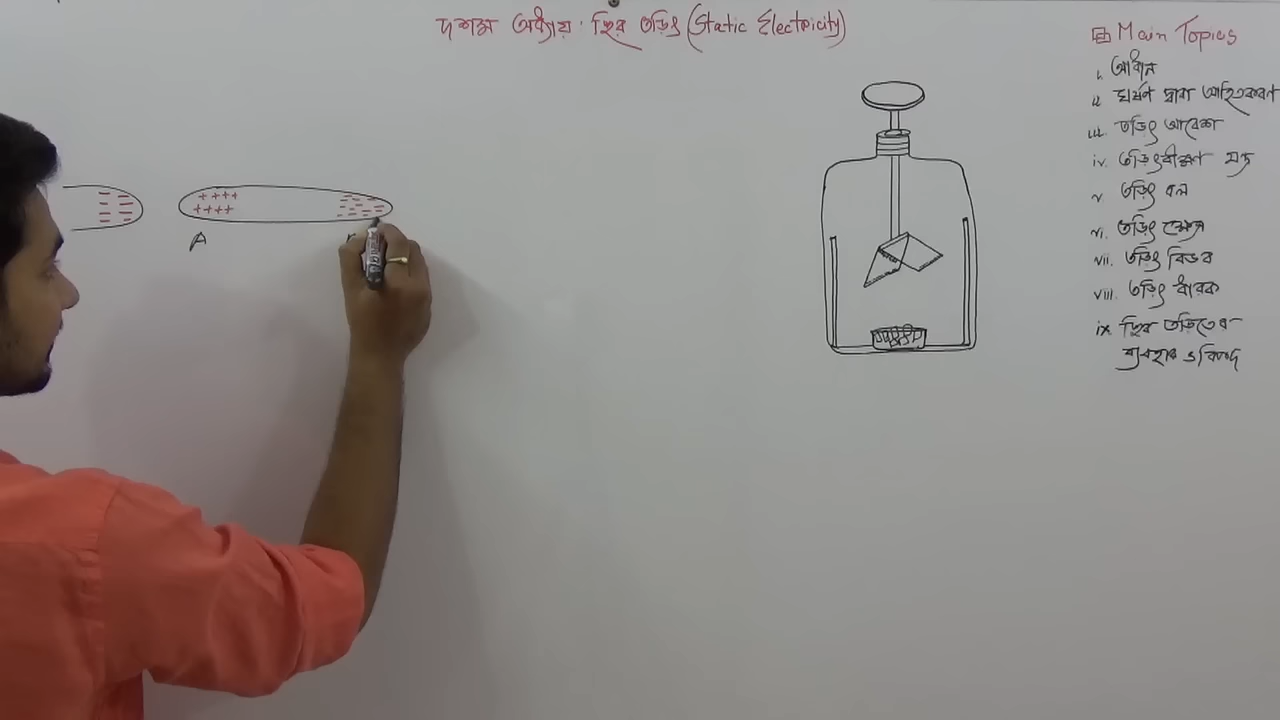 দশম অধ্যায়: স্থির তড়িৎ (Static Electricity)
Main Topics
i. আধান
ii. ঘর্ষণ দ্বারা আহিতকরণ
iii. তড়িৎ আবেশ
iv. তড়িৎবীক্ষণ যন্ত্র
v. তড়িৎ বল
vi. তড়িৎ ক্ষেত্র
vii. তড়িৎ বিভব
viii. তড়িৎ ধারক
ix স্থির তড়িতের
ব্যবহার ও বিপদ
++++
++++
A